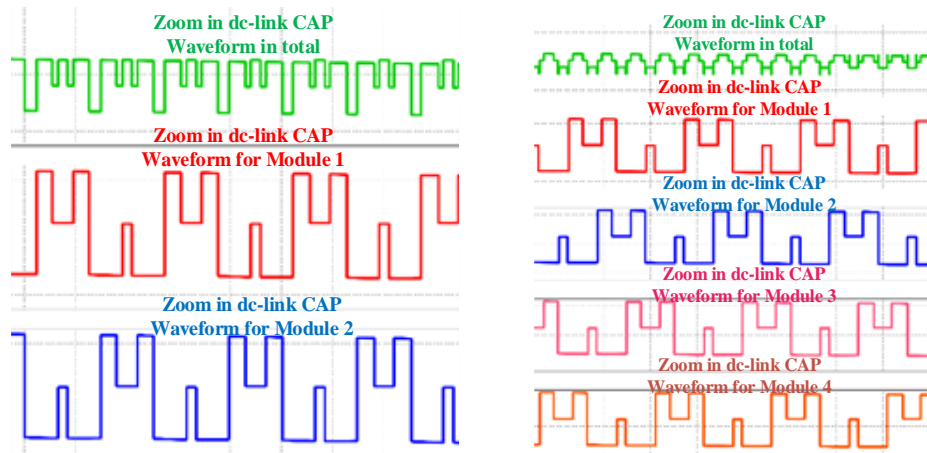 Zoom in dc-link CAP
Waveform in total
Zoom in dc-link CAP
Waveform for Module 1
Zoom in dc-link CAP
Waveform for Module 2
Zoom in dc-link CAP
Waveform in total
Zoom in dc-link CAP
Waveform for Module 1
Zoom in dc-link CAP
Waveform for Module 2
Zoom in dc-link CAP
Waveform for Module 3
Zoom in dc-link CAP
Waveform for Module 4